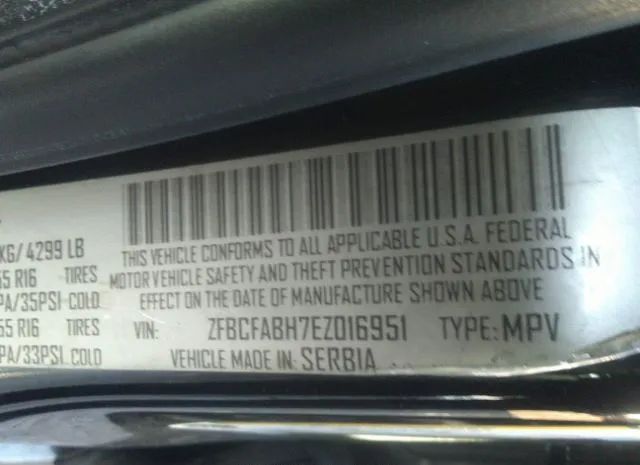 KG/ 4299 LB
THIS VEHICLE CONFORMS TO ALL APPLICABLE U.S.A. FEDERAL
55 R16 TIRES
MOTOR VEHICLE SAFETY AND THEFT PREVENTION STANDARDS IN
PA/35PSI COLD
EFFECT ON THE DATE OF MANUFACTURE SHOWN ABOVE
55 R16 TIRES
VIN: ZFBCFABH7EZ016951 TYPE: MPV
PA/33PSI COLD
VEHICLE MADE IN SERBIA